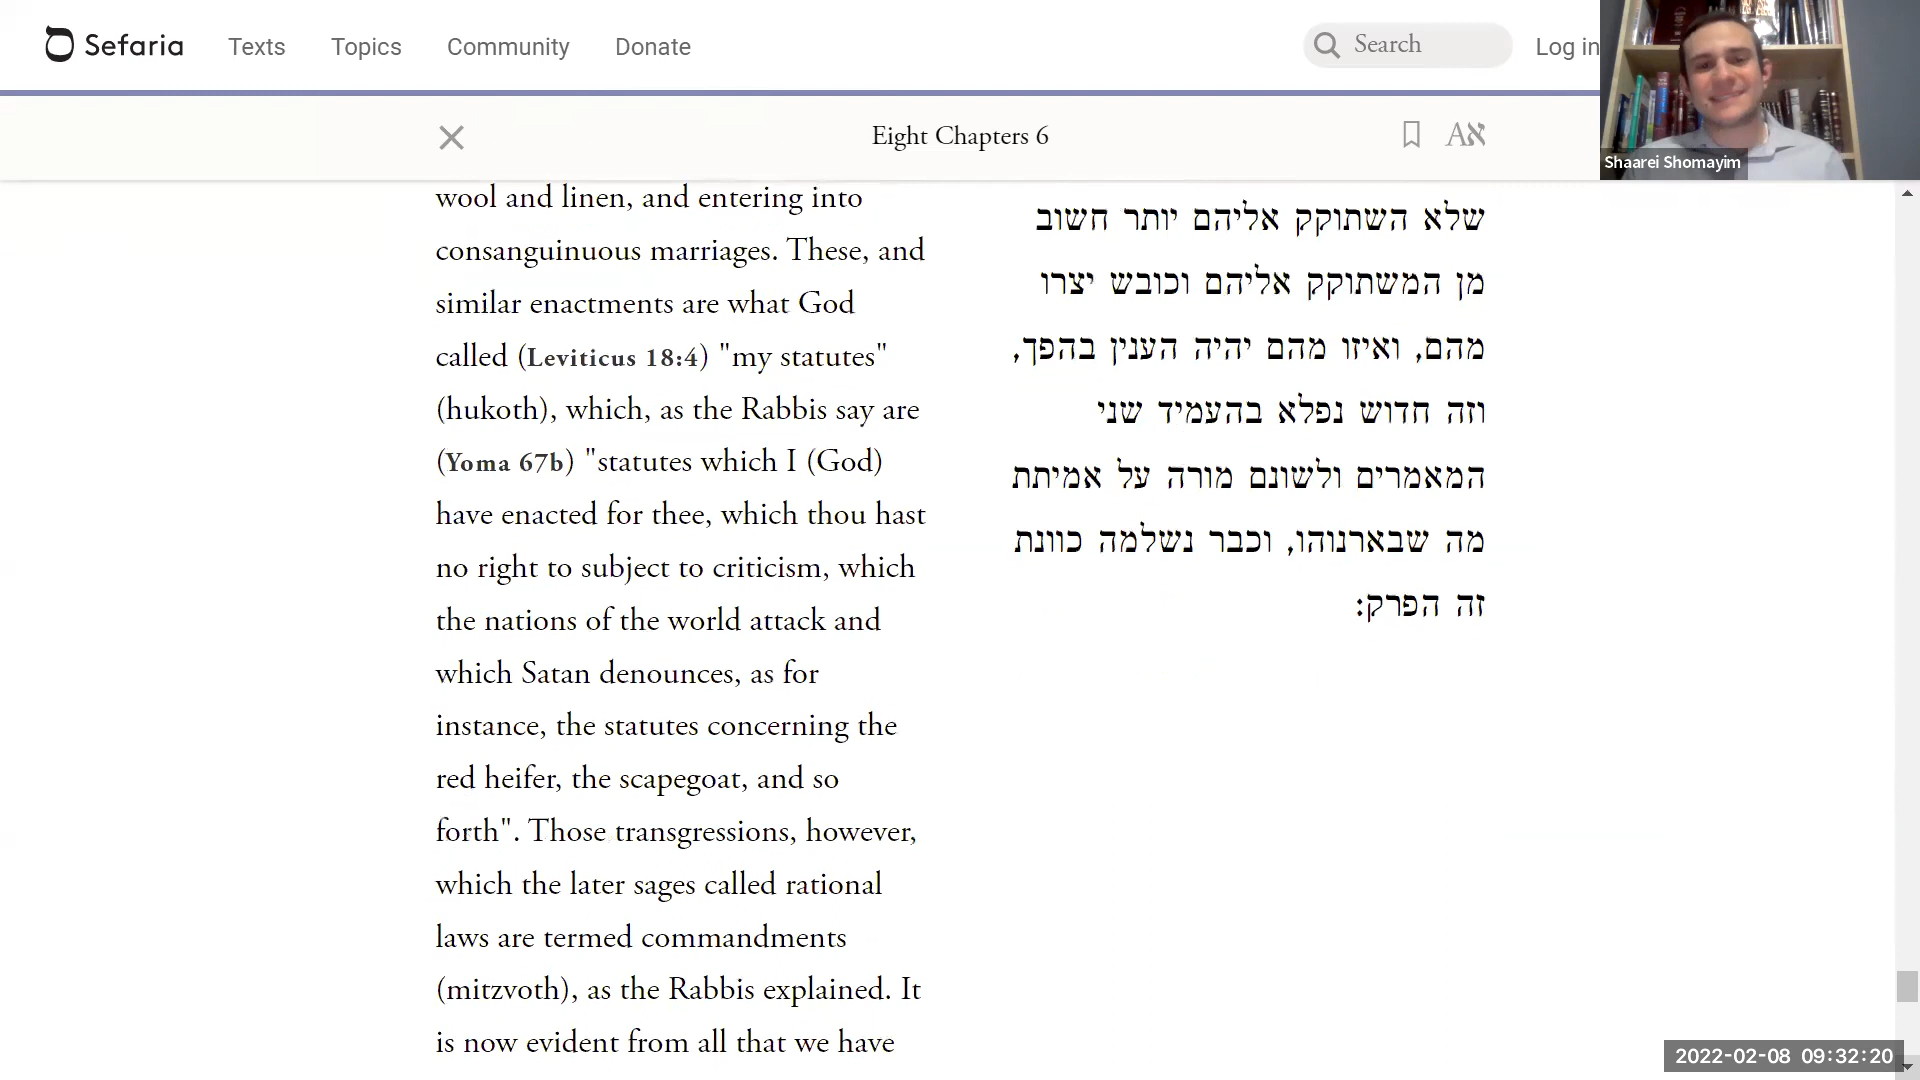 Sefaria
Texts
Topics
Community
Donate
Search
Log in
Eight Chapters 6
Aא
Shaarei Shomayim
wool and linen, and entering into
consanguinuous marriages. These, and
similar enactments are what God
called (Leviticus 18:4) "my statutes"
(hukoth), which, as the Rabbis say are
(Yoma 67b) "statutes which I (God)
have enacted for thee, which thou hast
no right to subject to criticism, which
the nations of the world attack and
which Satan denounces, as for
instance, the statutes concerning the
red heifer, the scapegoat, and so
forth". Those transgressions, however,
which the later sages called rational
laws are termed commandments
(mitzvoth), as the Rabbis explained. It
is now evident from all that we have
שלא השתוקק אליהם יותר חשוב
מן המשתוקק אליהם וכובש יצרו
מהם, ואיזו מהם יהיה הענין בהפך,
וזה חדוש נפלא בהעמיד שני
המאמרים ולשונם מורה על אמיתת
מה שבארנוהו, וכבר נשלמה כוונת
זה הפרק:
2022-02-08 09:32:20